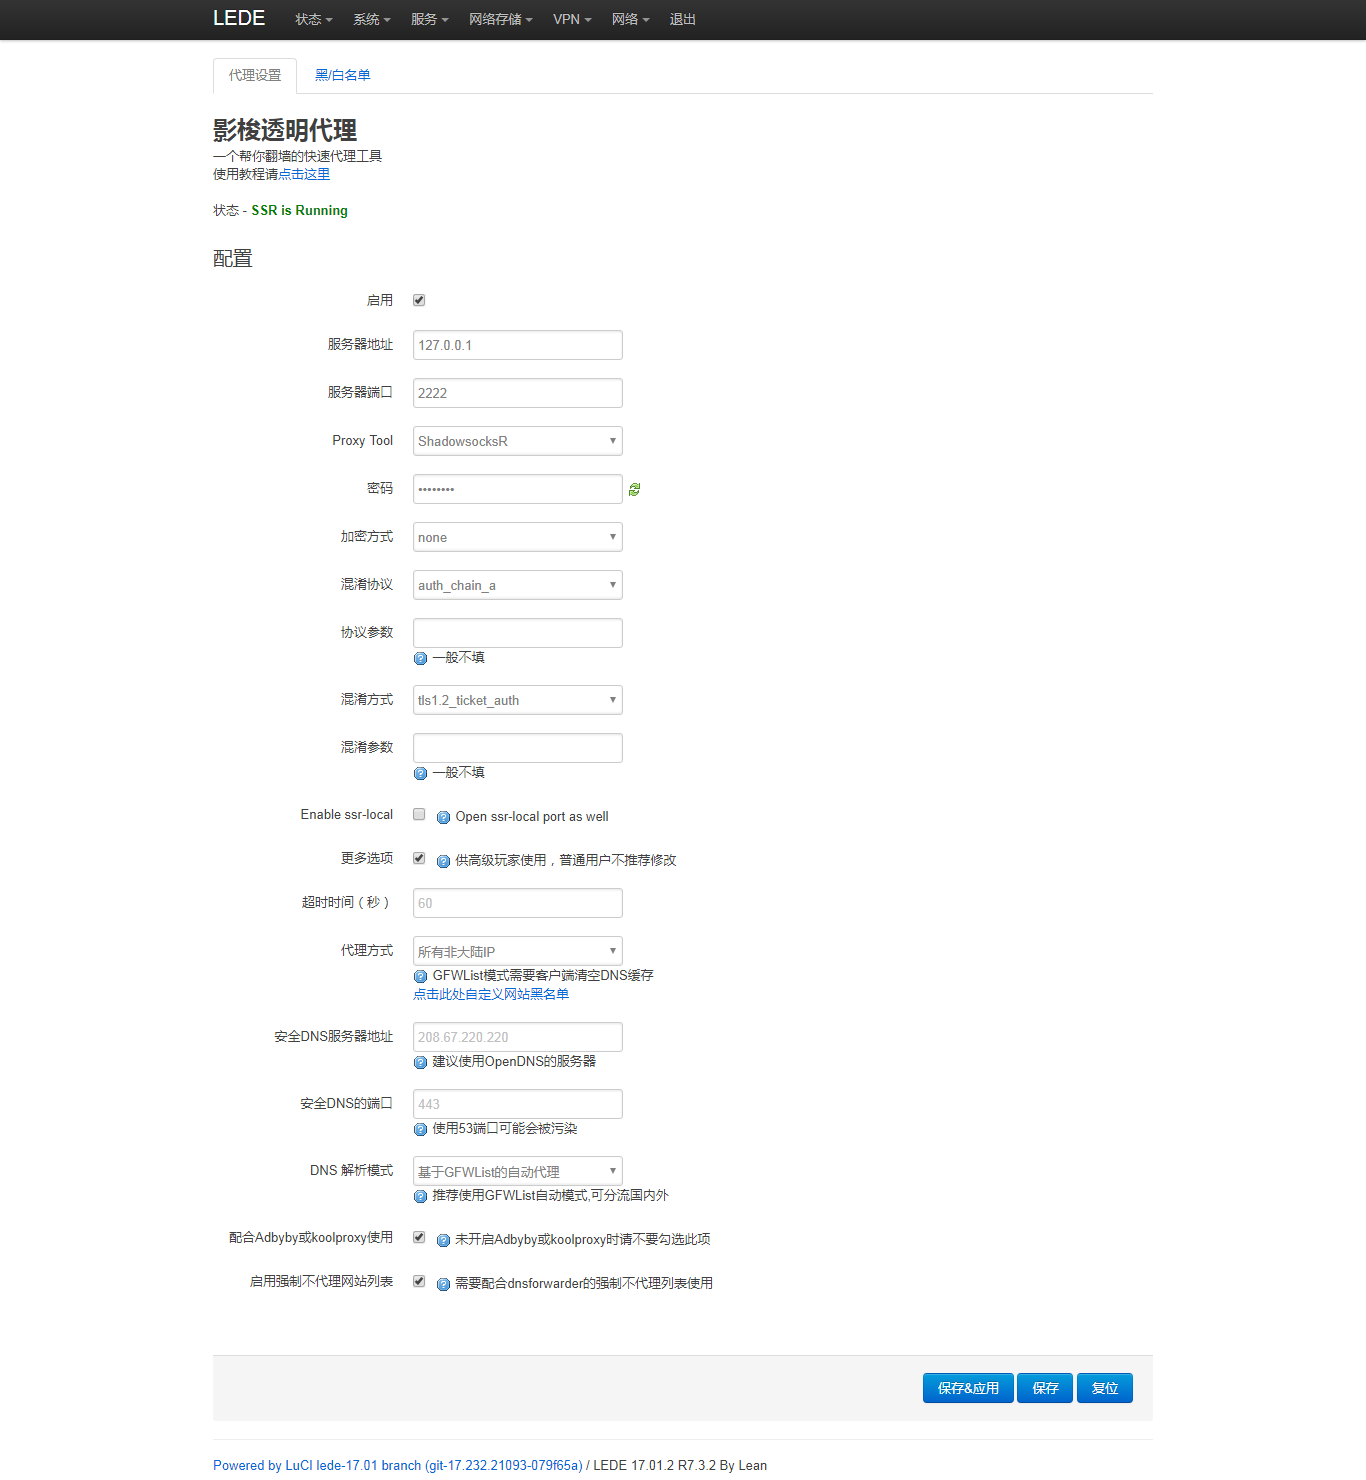 LEDE 状态 系统 服务 网络存储 VPN 网络 退出
代理设置 黑/白名单
影梭透明代理
一个帮你翻墙的快速代理工具
使用教程请点击这里
状态 - SSR is Running
配置
启用
服务器地址 127.0.0.1
服务器端口 2222
Proxy Tool ShadowsocksR
密码 ••••••••
加密方式 none
混淆协议 auth_chain_a
协议参数
一般不填
混淆方式 tls1.2_ticket_auth
混淆参数
一般不填
Enable ssr-local Open ssr-local port as well
更多选项 供高级玩家使用，普通用户不推荐修改
超时时间（秒） 60
代理方式 所有非大陆IP
GFWList模式需要客户端清空DNS缓存
点击此处自定义网站黑名单
安全DNS服务器地址 208.67.220.220
建议使用OpenDNS的服务器
安全DNS的端口 443
使用53端口可能会被污染
DNS 解析模式 基于GFWList的自动代理
推荐使用GFWList自动模式,可分流国内外
配合Adbyby或koolproxy使用 未开启Adbyby或koolproxy时请不要勾选此项
启用强制不代理网站列表 需要配合dnsforwarder的强制不代理列表使用
保存&应用 保存 复位
Powered by LuCI lede-17.01 branch (git-17.232.21093-079f65a) / LEDE 17.01.2 R7.3.2 By Lean